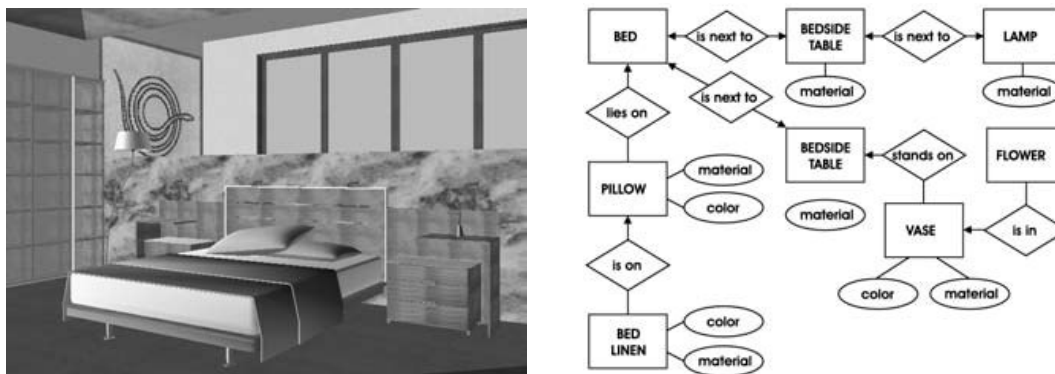 BED
is next to
BEDSIDE
TABLE
is next to
LAMP
material
material
lies on
is next to
BEDSIDE
TABLE
stands on
FLOWER
PILLOW
material
color
material
VASE
is in
is on
color
material
BED
LINEN
color
material